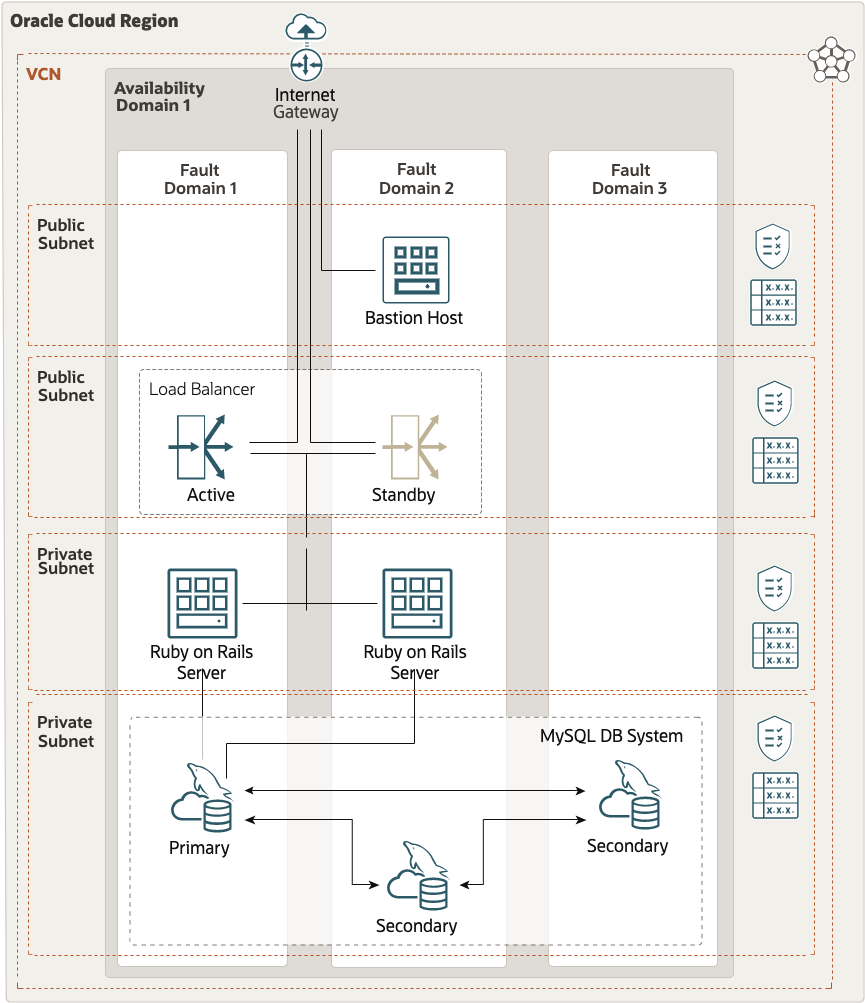 Oracle Cloud Region
VCN
Availability
Domain 1
Internet
Gateway
Fault
Domain 1
Fault
Domain 2
Fault
Domain 3
Public
Subnet
Bastion Host
X.X.X.
X.X.X.
X.X.X.
Public
Subnet
Load Balancer
Active
Standby
X.X.X.
X.X.X.
X.X.X.
Private
Subnet
Ruby on Rails
Server
Ruby on Rails
Server
X.X.X.
X.X.X.
X.X.X.
Private
Subnet
MySQL DB System
Primary
Secondary
Secondary
X.X.X.
X.X.X.
X.X.X.